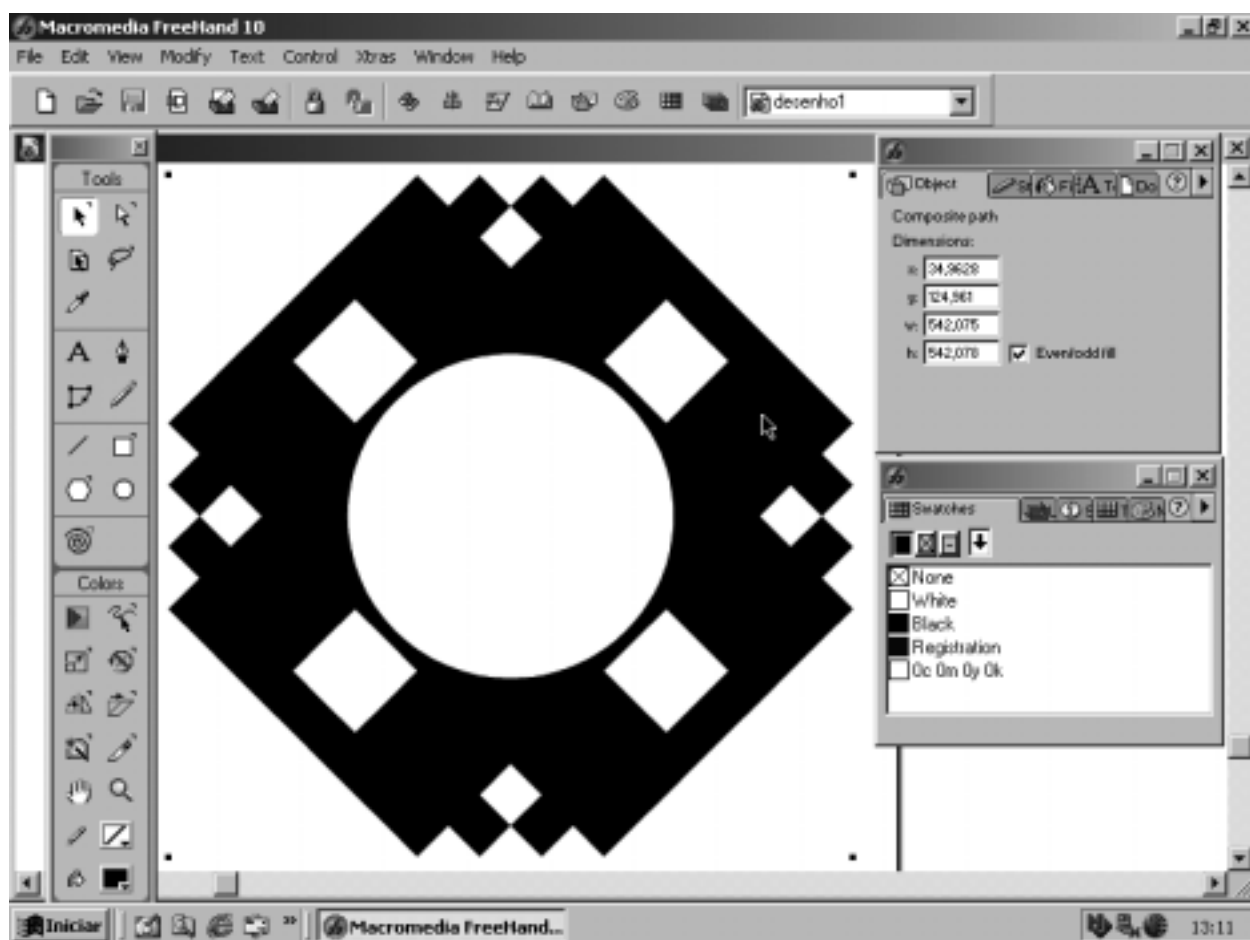 Macromedia FreeHand 10
File Edit View Modify Text Control Xtras Window Help
desenho1
Tools
Object
Composite path
Dimensions:
x: 34,9628
y: 124,961
w: 542,075
h: 542,078 Even/odd fill
Swatches
None
White
Black
Registration
0c 0m 0y 0k
Colors
Iniciar
Macromedia FreeHand...
13:11